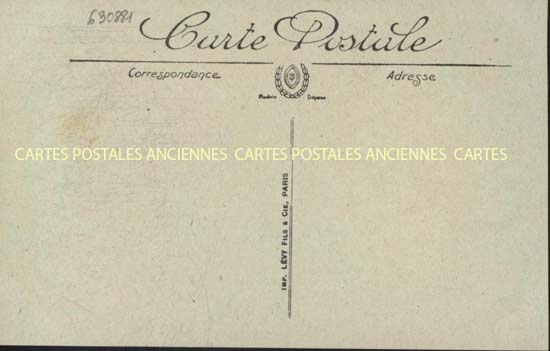 630881
Carte Postale
Correspondance
Adresse
CARTES POSTALES ANCIENNES CARTES POSTALES ANCIENNES CARTES
IMP. LÉVY FILS & CIE, PARIS